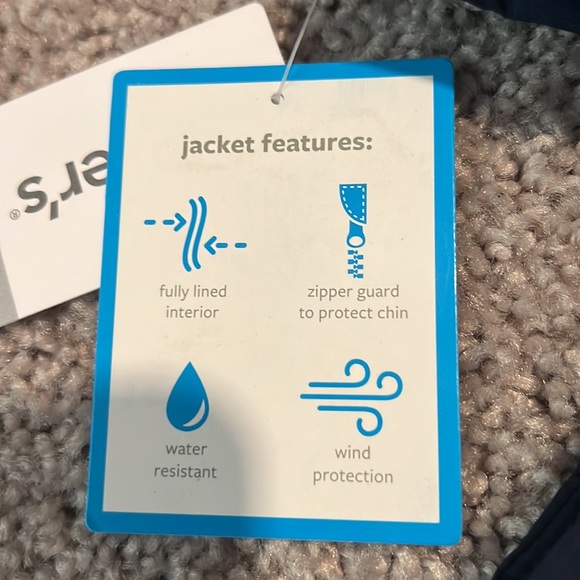 jacket features:
fully lined
interior
zipper guard
to protect chin
water
resistant
wind
protection
er's®